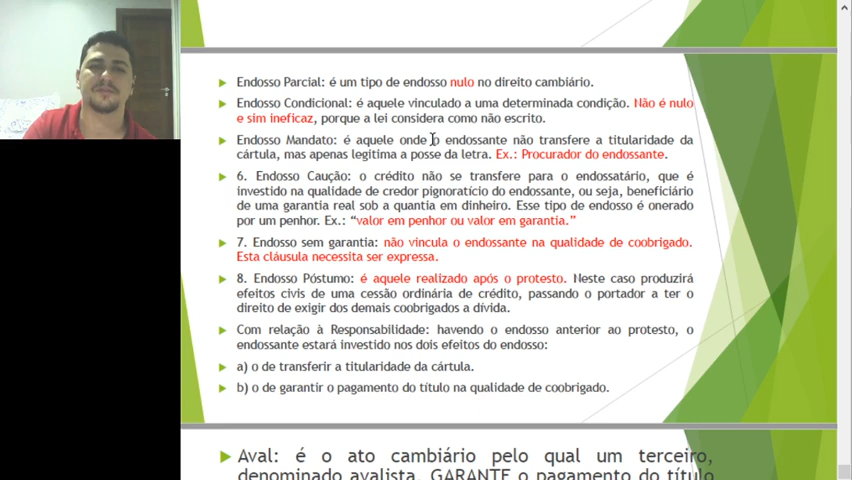 Endosso Parcial: é um tipo de endosso nulo no direito cambiário.
Endosso Condicional: é aquele vinculado a uma determinada condição. Não é nulo
e sim ineficaz, porque a lei considera como não escrito.
Endosso Mandato: é aquele onde o endossante não transfere a titularidade da
cártula, mas apenas legitima a posse da letra. Ex.: Procurador do endossante.
6. Endosso Caução: o crédito não se transfere para o endossatário, que é
investido na qualidade de credor pignoratício do endossante, ou seja, beneficiário
de uma garantia real sob a quantia em dinheiro. Esse tipo de endosso é onerado
por um penhor. Ex.: “valor em penhor ou valor em garantia.”
7. Endosso sem garantia: não vincula o endossante na qualidade de coobrigado.
Esta cláusula necessita ser expressa.
8. Endosso Póstumo: é aquele realizado após o protesto. Neste caso produzirá
efeitos civis de uma cessão ordinária de crédito, passando o portador a ter o
direito de exigir dos demais coobrigados a dívida.
Com relação à Responsabilidade: havendo o endosso anterior ao protesto, o
endossante estará investido nos dois efeitos do endosso:
a) o de transferir a titularidade da cártula.
b) o de garantir o pagamento do título na qualidade de coobrigado.
Aval: é o ato cambiário pelo qual um terceiro,
denominado avalista, GARANTE o pagamento do título